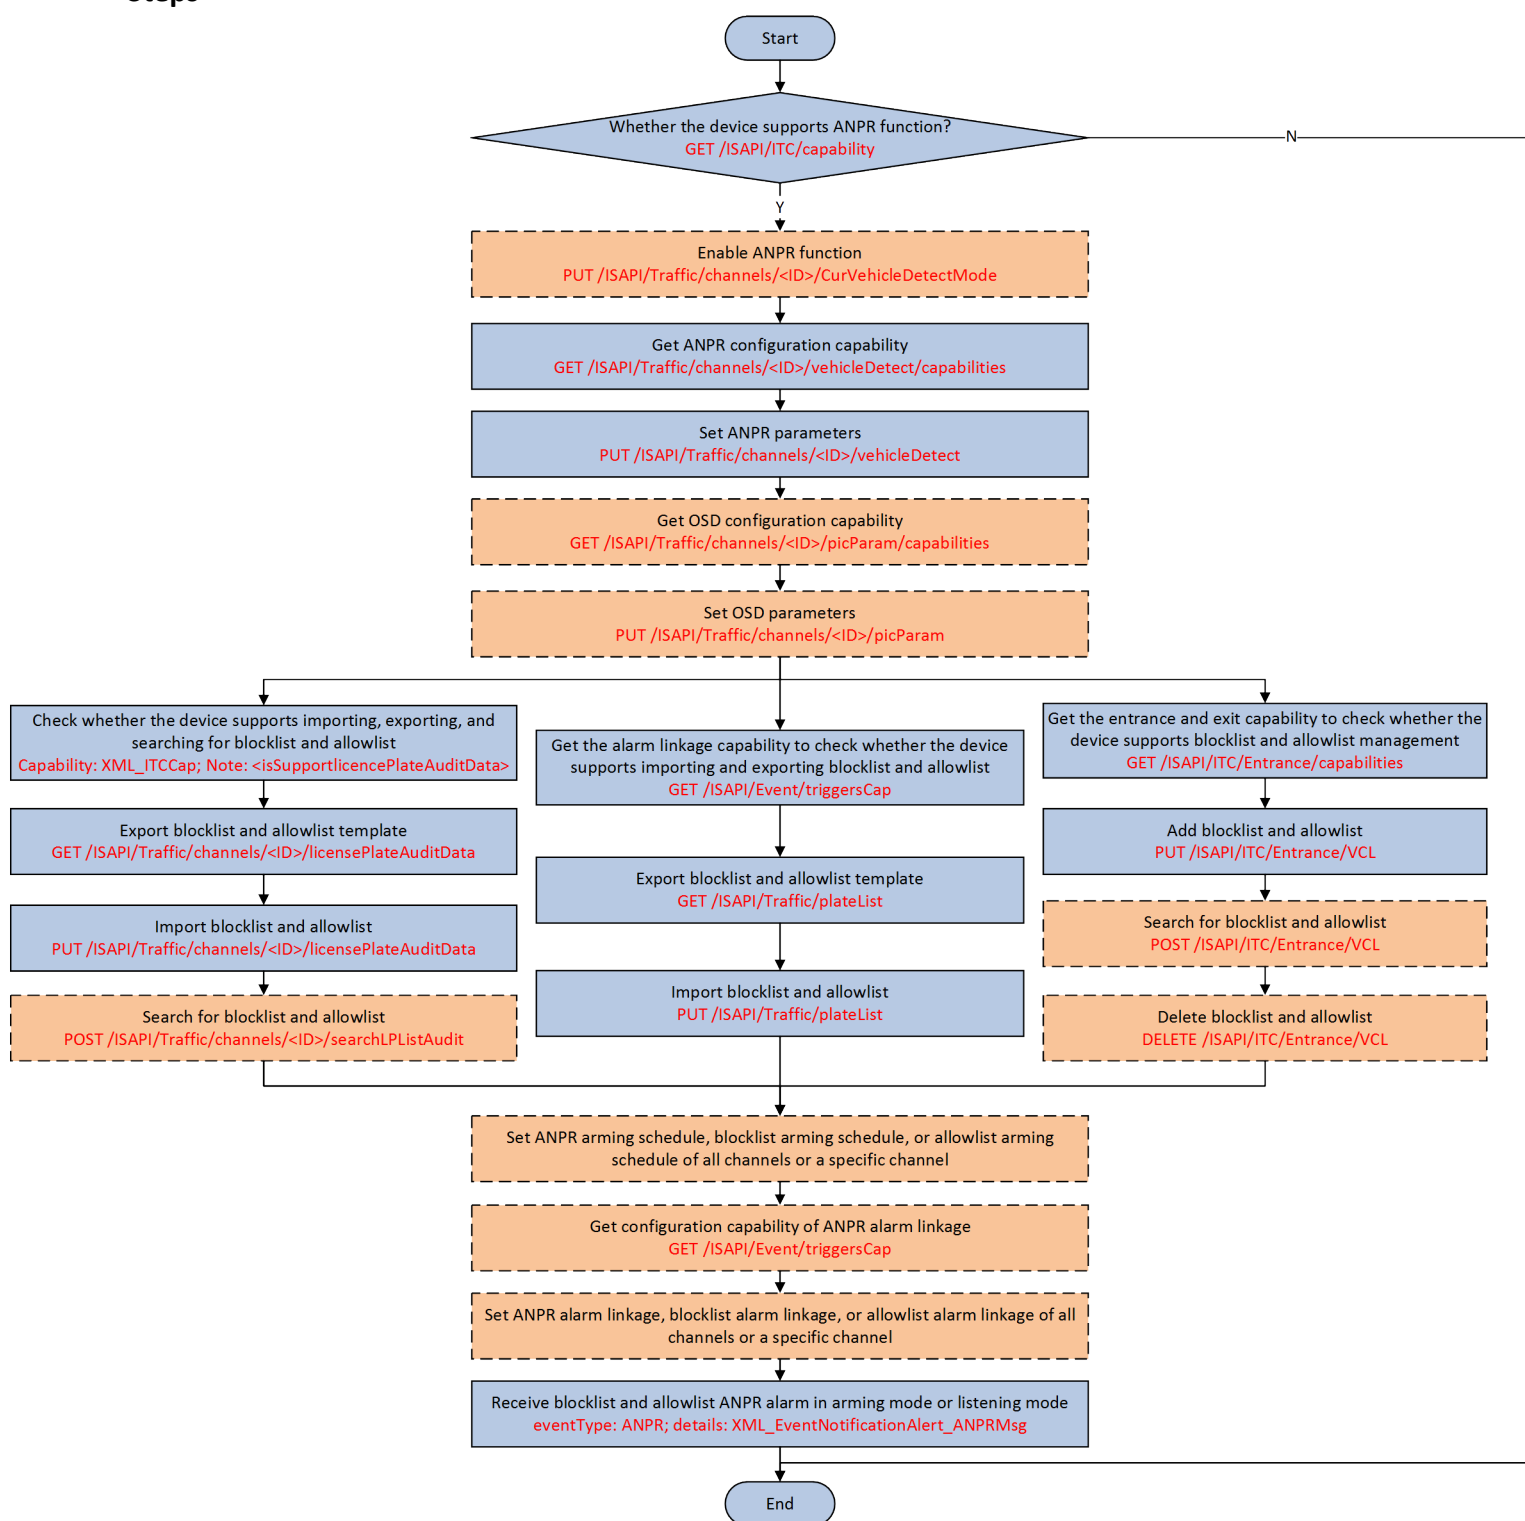 Steps
Start
Whether the device supports ANPR function?
GET /ISAPI/ITC/capability
N
Y
Enable ANPR function
PUT /ISAPI/Traffic/channels/<ID>/CurVehicleDetectMode
Get ANPR configuration capability
GET /ISAPI/Traffic/channels/<ID>/vehicleDetect/capabilities
Set ANPR parameters
PUT /ISAPI/Traffic/channels/<ID>/vehicleDetect
Get OSD configuration capability
GET /ISAPI/Traffic/channels/<ID>/picParam/capabilities
Set OSD parameters
PUT /ISAPI/Traffic/channels/<ID>/picParam
Check whether the device supports importing, exporting, and
searching for blocklist and allowlist
Capability: XML_ITCCap; Note: <isSupportlicencePlateAuditData>
Export blocklist and allowlist template
GET /ISAPI/Traffic/channels/<ID>/licensePlateAuditData
Import blocklist and allowlist
PUT /ISAPI/Traffic/channels/<ID>/licensePlateAuditData
Search for blocklist and allowlist
POST /ISAPI/Traffic/channels/<ID>/searchLPListAudit
Get the alarm linkage capability to check whether the device
supports importing and exporting blocklist and allowlist
GET /ISAPI/Event/triggersCap
Export blocklist and allowlist template
GET /ISAPI/Traffic/plateList
Import blocklist and allowlist
PUT /ISAPI/Traffic/plateList
Get the entrance and exit capability to check whether the
device supports blocklist and allowlist management
GET /ISAPI/ITC/Entrance/capabilities
Add blocklist and allowlist
PUT /ISAPI/ITC/Entrance/VCL
Search for blocklist and allowlist
POST /ISAPI/ITC/Entrance/VCL
Delete blocklist and allowlist
DELETE /ISAPI/ITC/Entrance/VCL
Set ANPR arming schedule, blocklist arming schedule, or allowlist arming
schedule of all channels or a specific channel
Get configuration capability of ANPR alarm linkage
GET /ISAPI/Event/triggersCap
Set ANPR alarm linkage, blocklist alarm linkage, or allowlist alarm linkage of all
channels or a specific channel
Receive blocklist and allowlist ANPR alarm in arming mode or listening mode
eventType: ANPR; details: XML_EventNotificationAlert_ANPRMsg
End